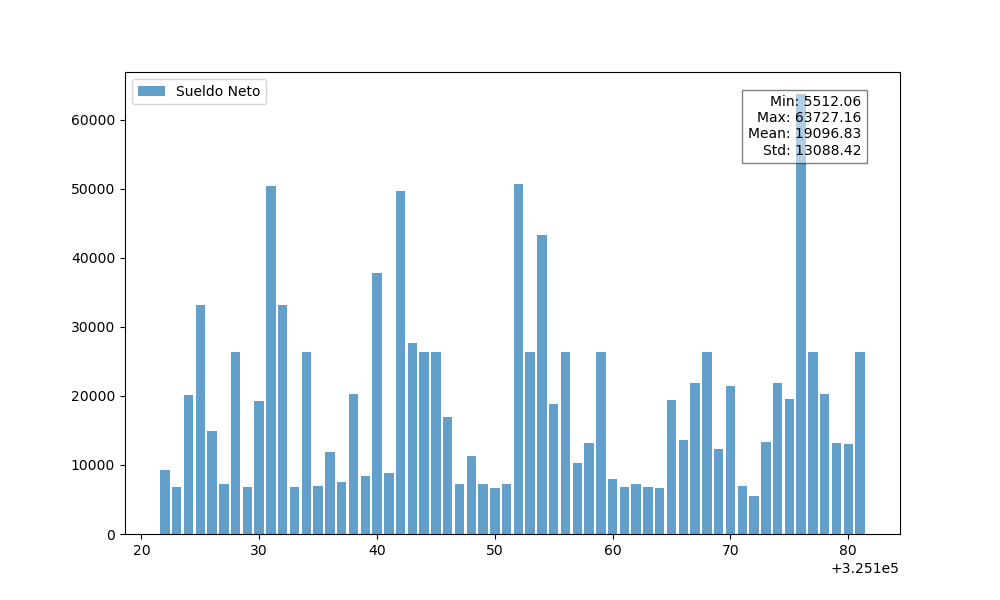 Sueldo Neto
Min: 5512.06
Max: 63727.16
Mean: 19096.83
Std: 13088.42
60000
50000
40000
30000
20000
10000
0
20 30 40 50 60 70 80
+3.251e5